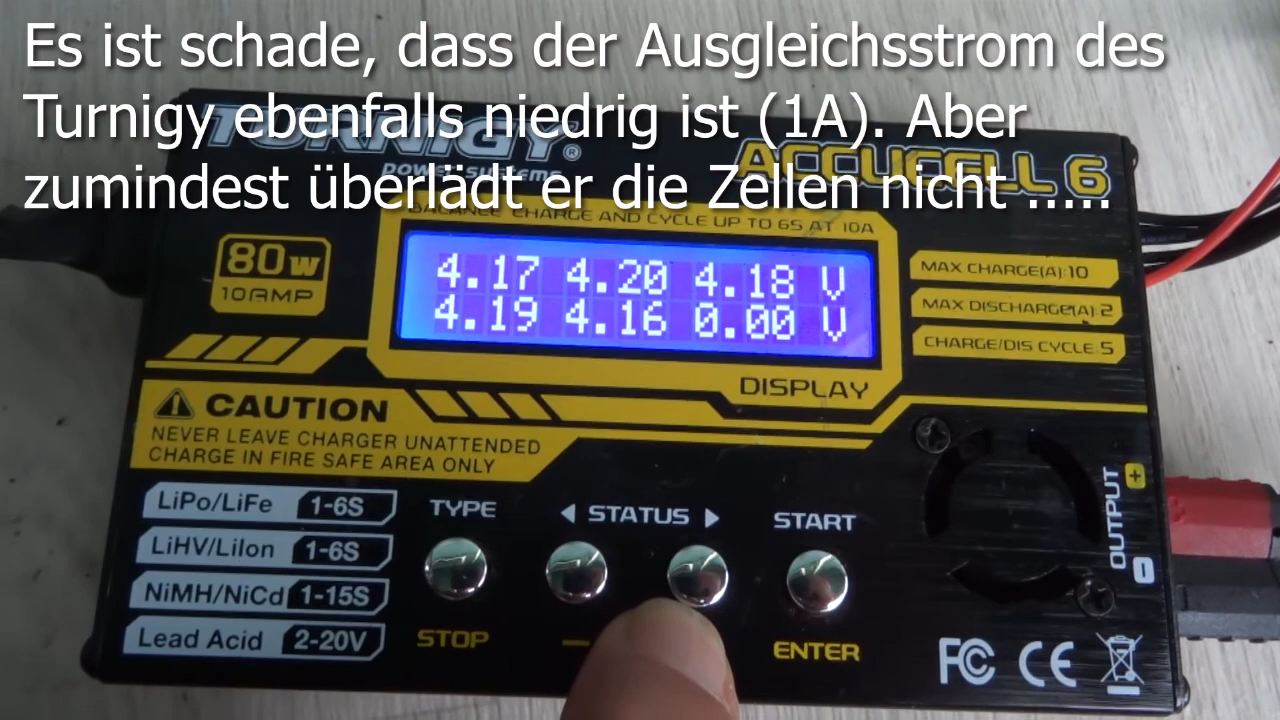 Es ist schade, dass der Ausgleichsstrom des
Turnigy ebenfalls niedrig ist (1A). Aber
zumindest überlädt er die Zellen nicht .....
TURNIGY®
POWER SYSTEMS
ACCUCELL 6
BALANCE CHARGE AND CYCLE UP TO 6S AT 10A
80W
10AMP
4.17 4.20 4.18 V
4.19 4.16 0.00 V
MAX CHARGE(A):10
MAX DISCHARGE(A):2
CHARGE/DIS CYCLE:5
DISPLAY
CAUTION
NEVER LEAVE CHARGER UNATTENDED
CHARGE IN FIRE SAFE AREA ONLY
LiPo/LiFe 1-6S
LiHV/LiIon 1-6S
NiMH/NiCd 1-15S
Lead Acid 2-20V
TYPE
STATUS
START
STOP
ENTER
OUTPUT
FC CE